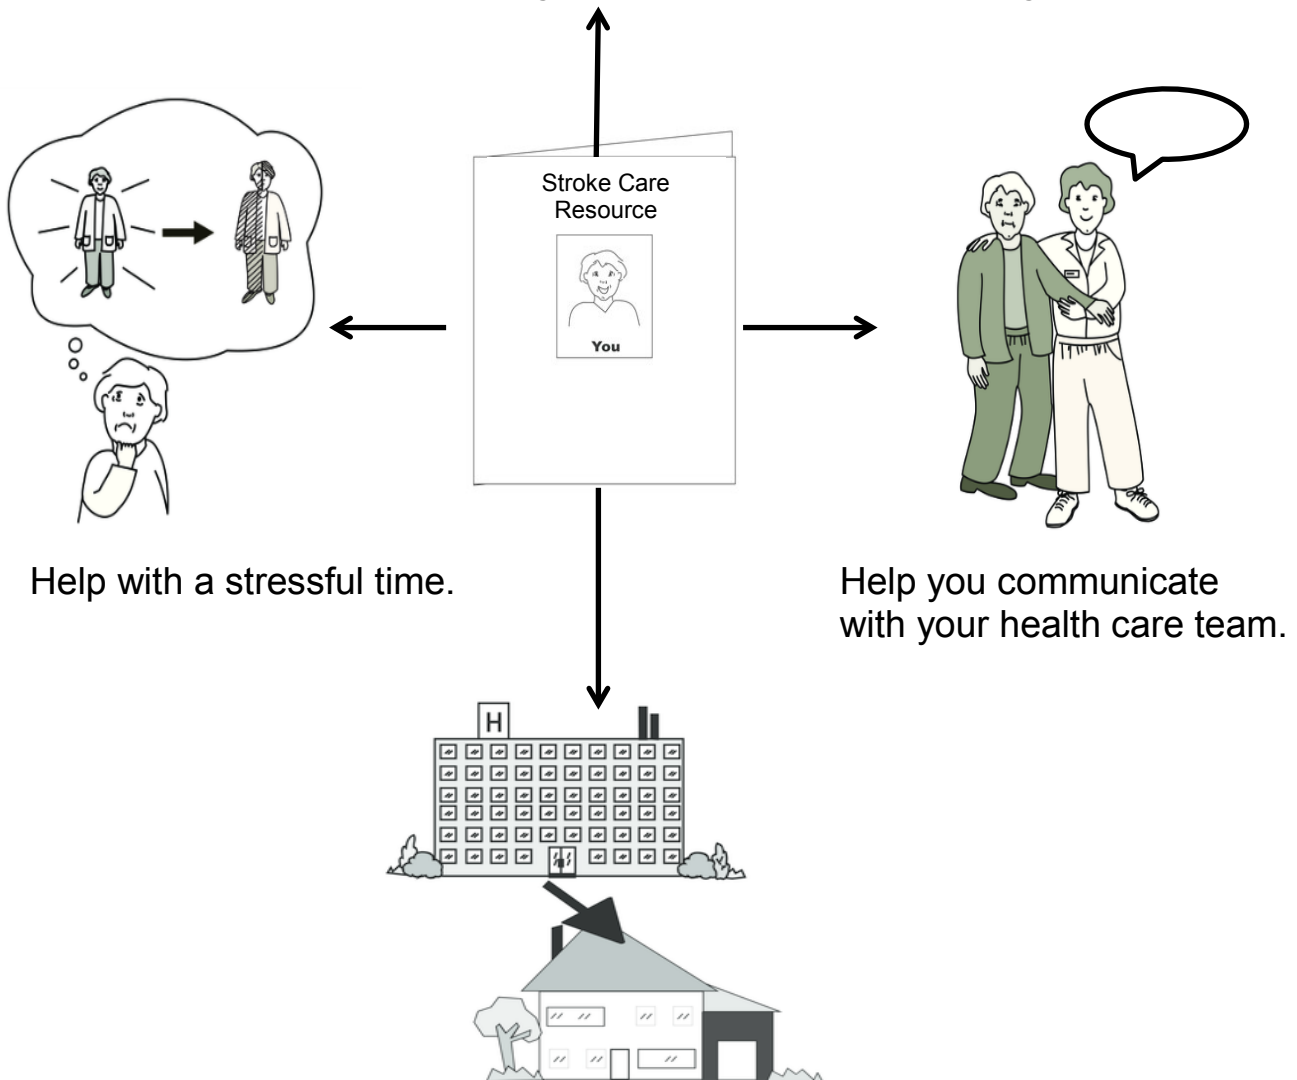 Stroke Care
Resource
You
Help with a stressful time.
Help you communicate
with your health care team.
H